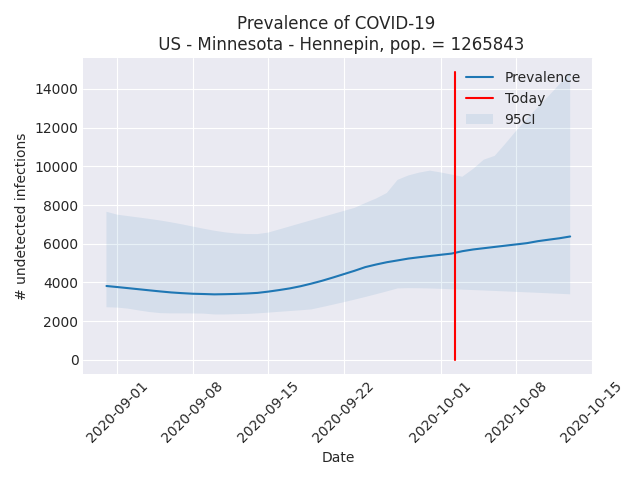 Prevalence of COVID-19
US - Minnesota - Hennepin, pop. = 1265843
Prevalence
Today
95CI
14000
12000
10000
8000
6000
4000
2000
0
# undetected infections
2020-09-01
2020-09-08
2020-09-15
2020-09-22
2020-10-01
2020-10-08
2020-10-15
Date